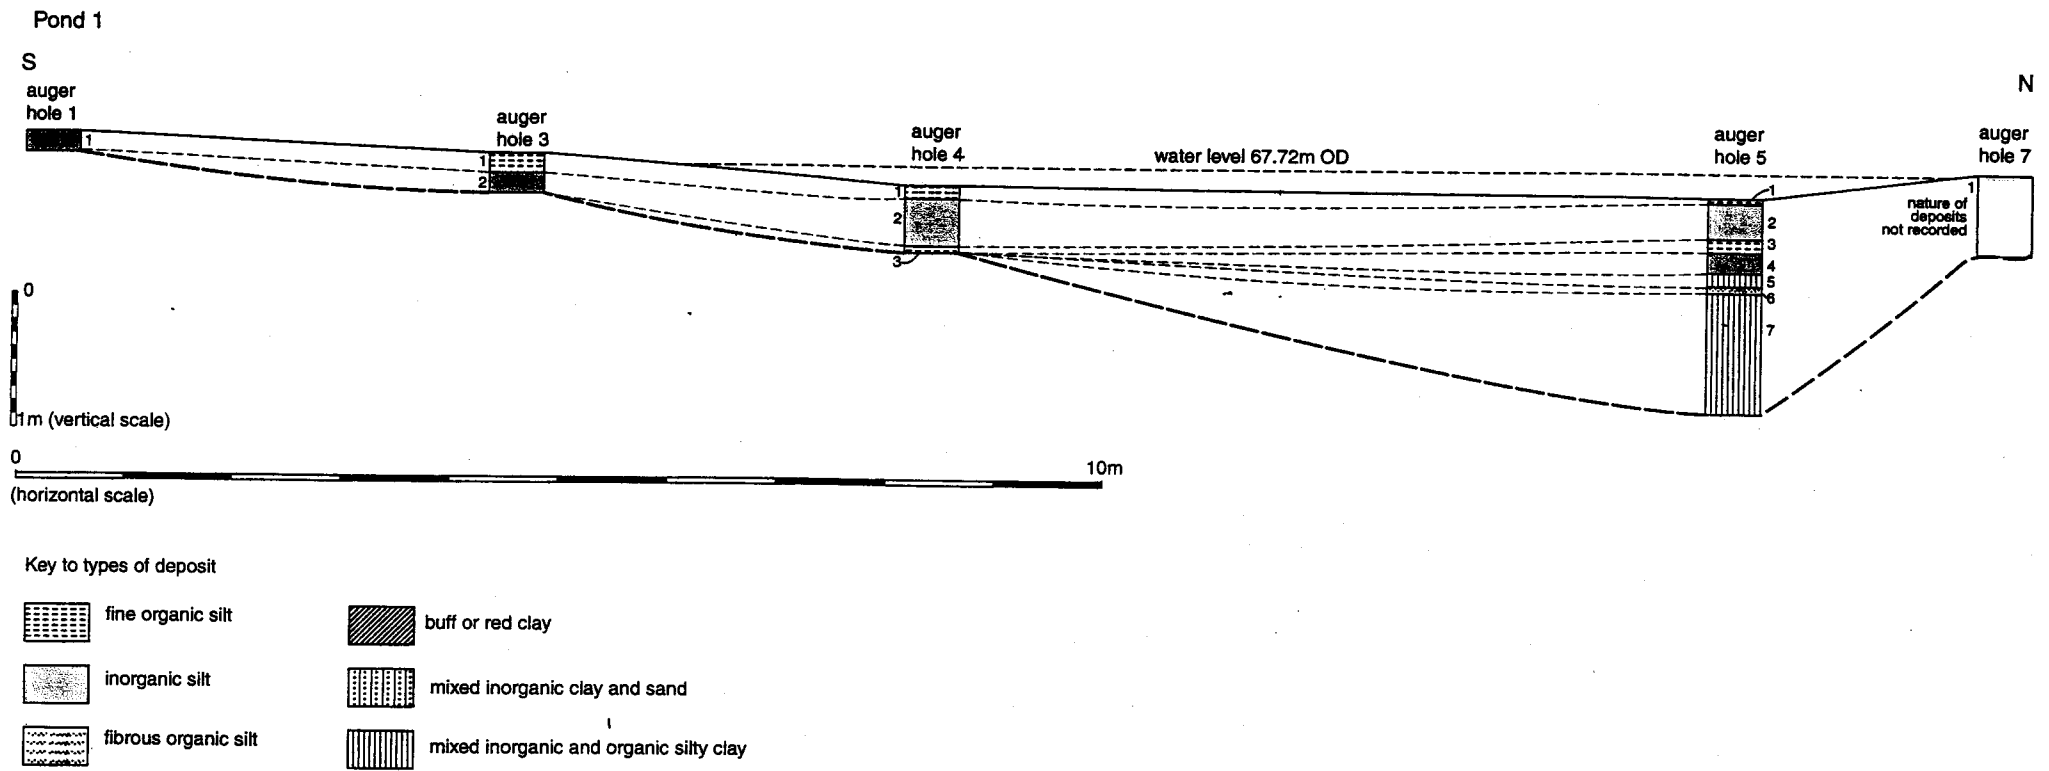 Pond 1
S
N
auger
hole 1
auger
hole 3
auger
hole 4
auger
hole 5
auger
hole 7
water level 67.72m OD
1
1
2
1
2
3
1
2
3
4
5
6
7
1
nature of
deposits
not recorded
0
1m (vertical scale)
0
10m
(horizontal scale)
Key to types of deposit
fine organic silt
inorganic silt
fibrous organic silt
buff or red clay
mixed inorganic clay and sand
mixed inorganic and organic silty clay